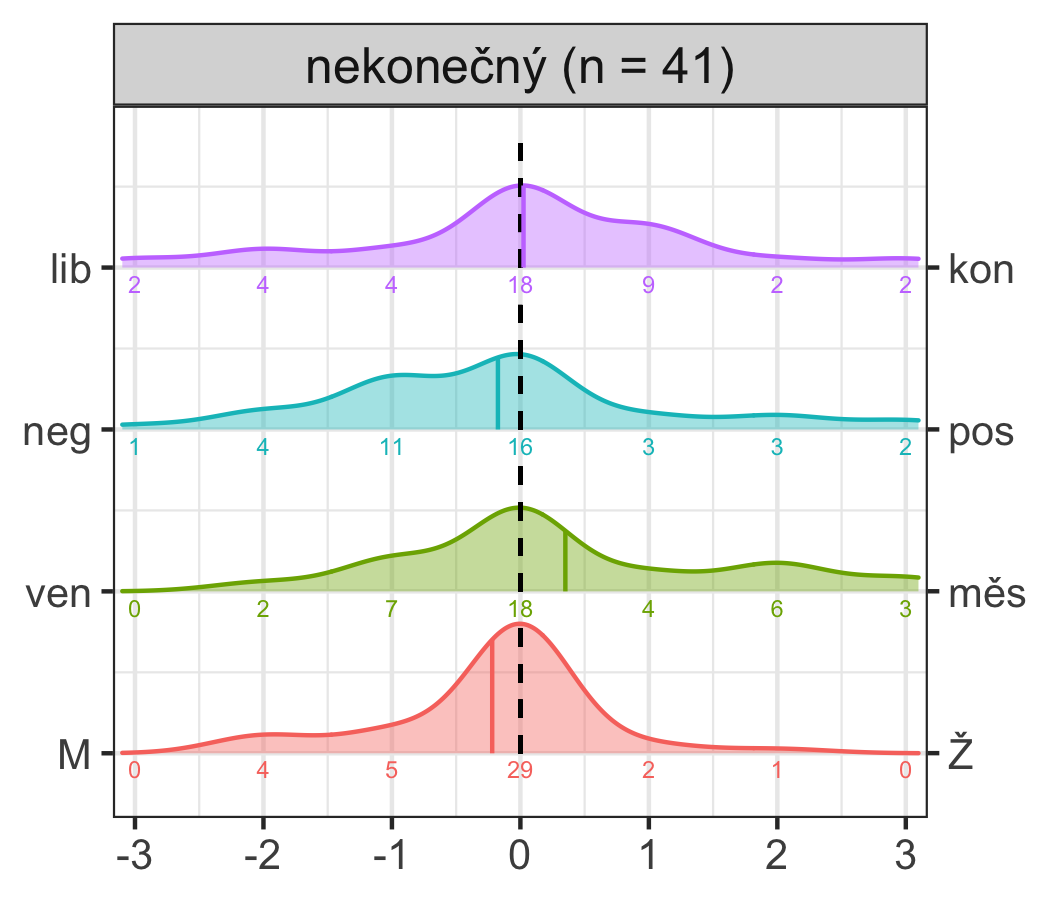 nekonečný (n = 41)
lib kon
2 4 4 18 9 2 2
neg pos
1 4 11 16 3 3 2
ven měs
0 2 7 18 4 6 3
M Ž
0 4 5 29 2 1 0
-3 -2 -1 0 1 2 3